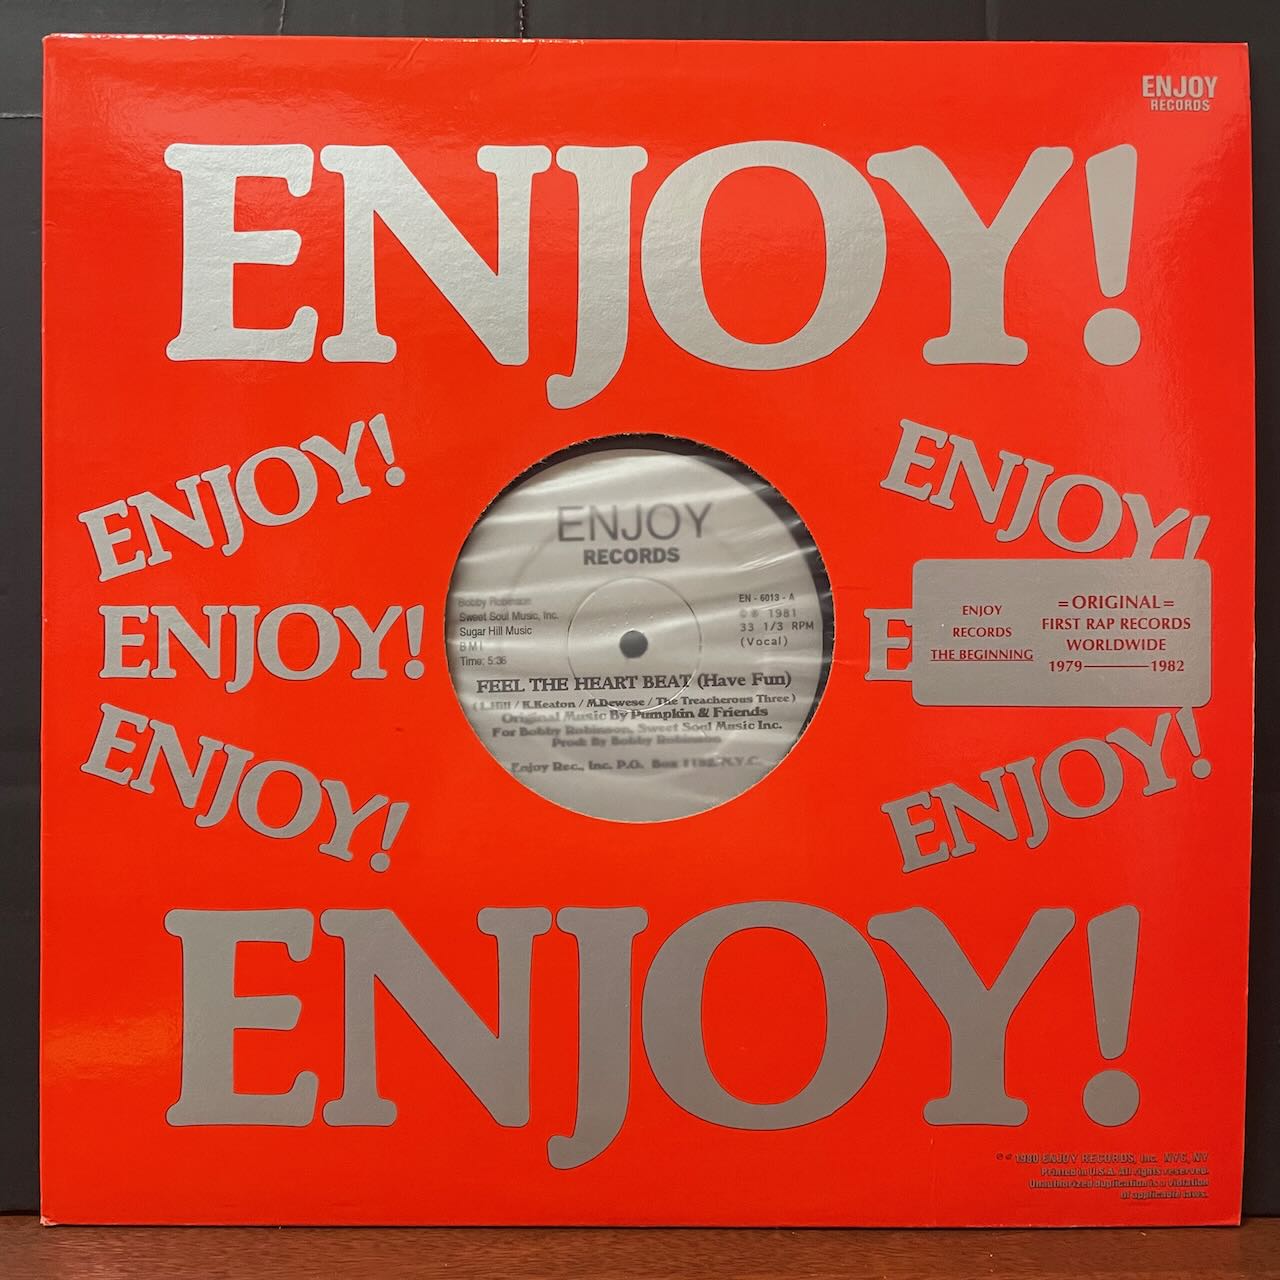 ENJOY
RECORDS
ENJOY!
ENJOY!
ENJOY!
ENJOY!
ENJOY!
ENJOY
RECORDS
THE BEGINNING
=ORIGINAL=
FIRST RAP RECORDS
WORLDWIDE
1979——1982
ENJOY!
ENJOY!
ENJOY
RECORDS
Bobby Robinson
Sweet Soul Music, Inc.
Sugar Hill Music
B M I
Time: 5:36
EN - 6013 - A
© ℗ 1981
33 1/3 RPM
(Vocal)
FEEL THE HEART BEAT (Have Fun)
( L.Hill / K.Keaton / M.Dewese / The Treacherous Three )
Original Music By Pumpkin & Friends
For Bobby Robinson, Sweet Soul Music Inc.
Prod: By Bobby Robinson
Enjoy Rec., Inc. P.O. Box N.Y.C.
ENJOY!
℗ © 1980 ENJOY RECORDS, Inc. NYC, NY
Printed in U.S.A. All rights reserved.
Unauthorized duplication is a violation
of applicable laws.